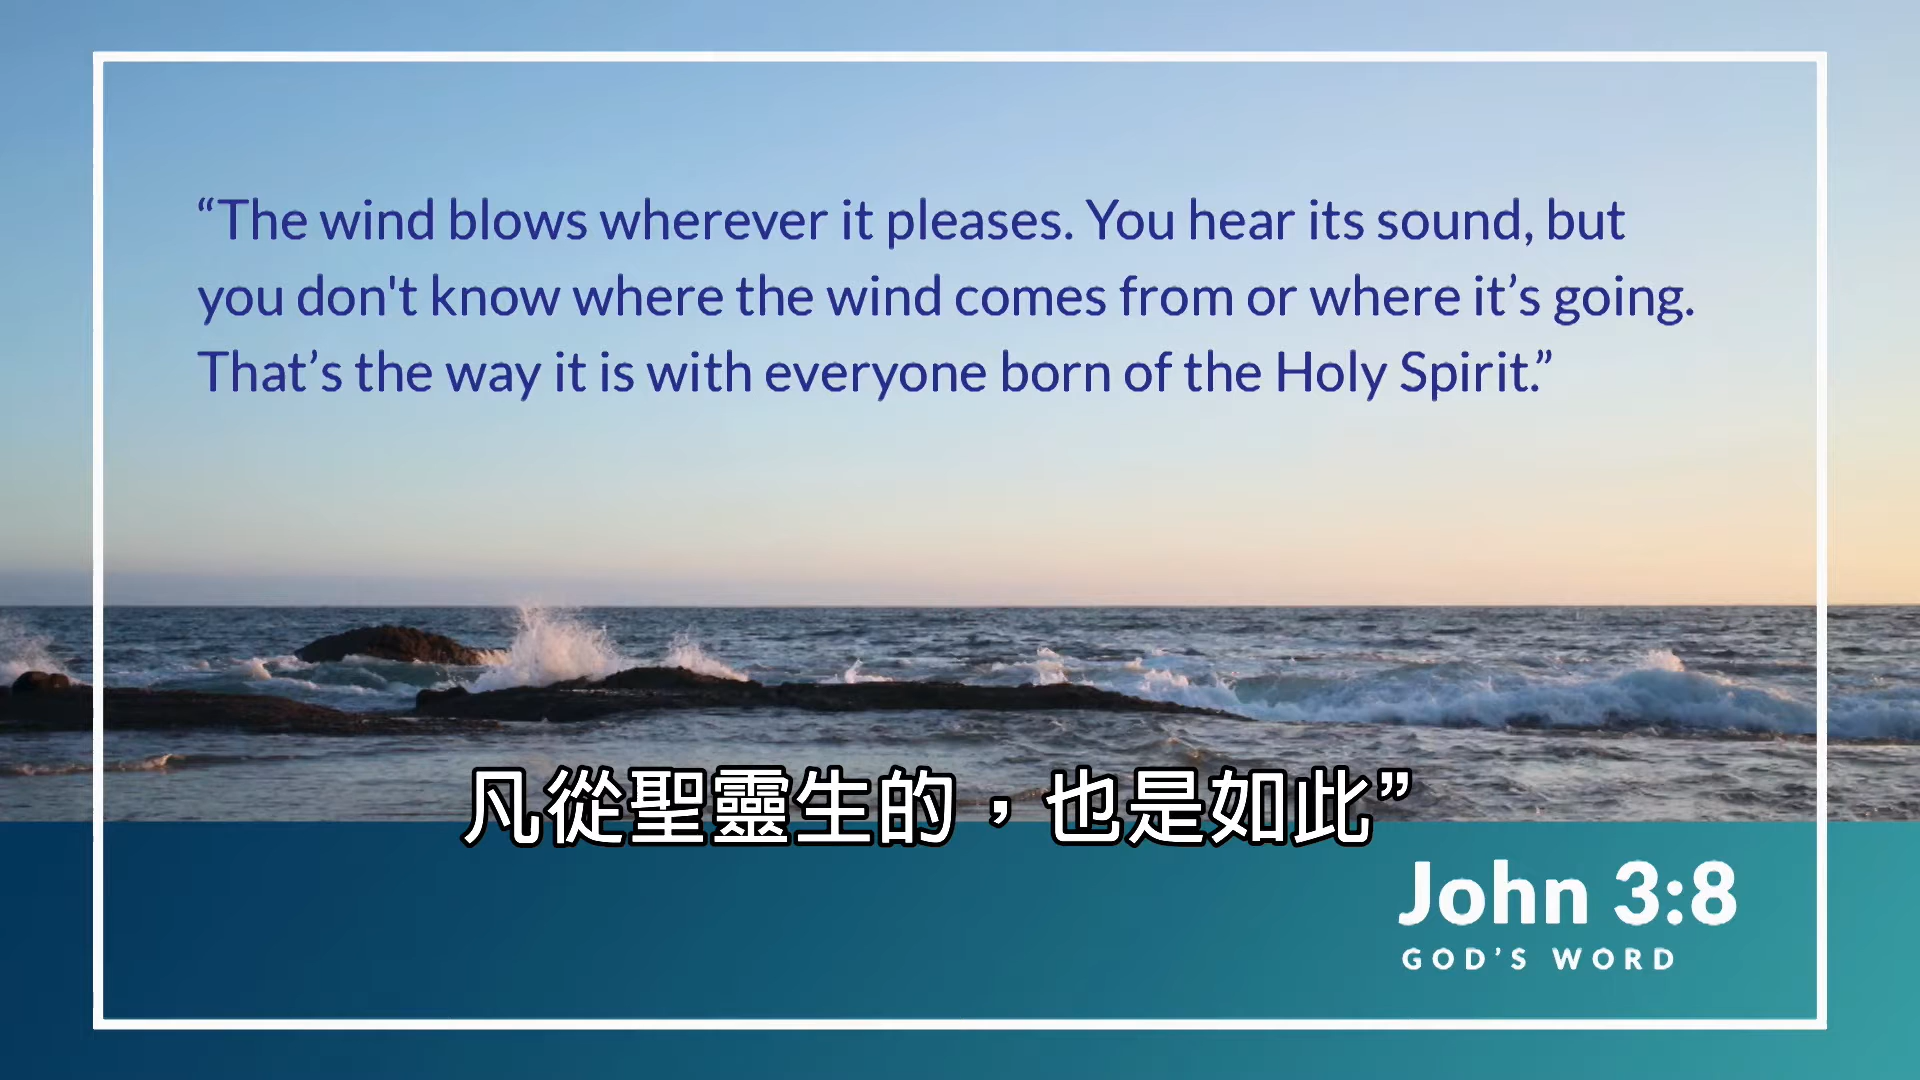 “The wind blows wherever it pleases. You hear its sound, but
you don't know where the wind comes from or where it’s going.
That’s the way it is with everyone born of the Holy Spirit.”
凡從聖靈生的，也是如此”
John 3:8
GOD’S WORD